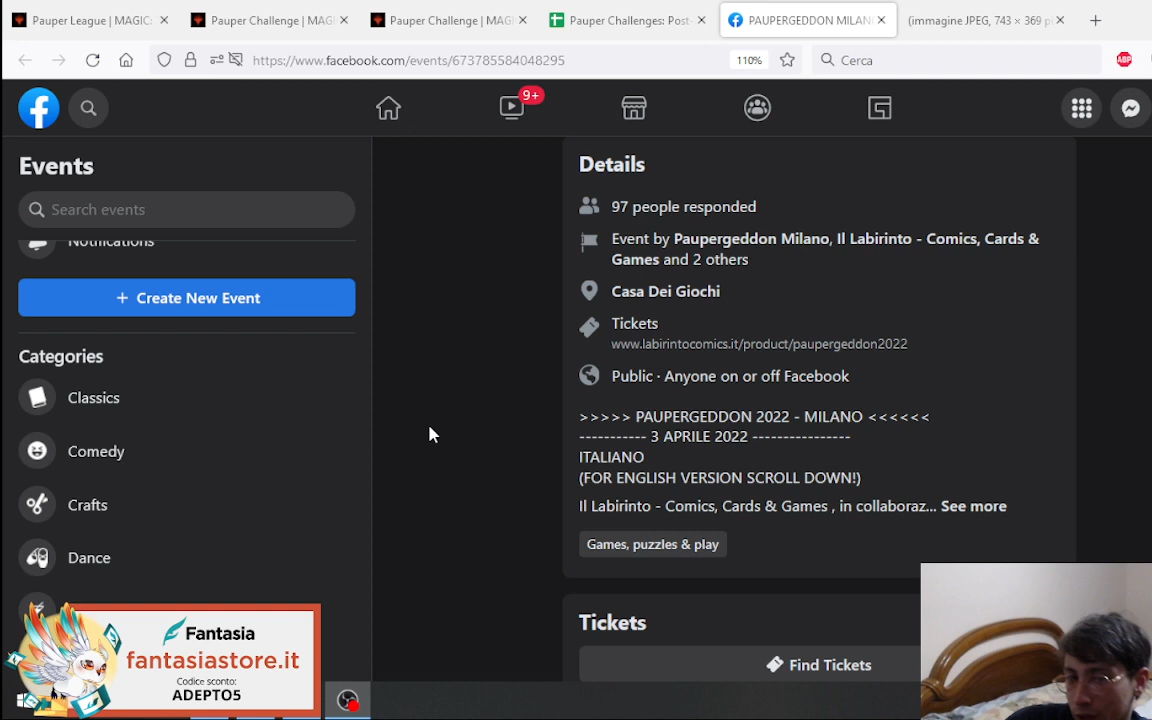 Pauper League | MAGIC:
Pauper Challenge | MAG
Pauper Challenge | MAG
Pauper Challenges: Post-
PAUPERGEDDON MILAN
(immagine JPEG, 743 × 369 pi
https://www.facebook.com/events/673785584048295
110%
Cerca
ABP
9+
Events
Search events
Notifications
+ Create New Event
Categories
Classics
Comedy
Crafts
Dance
Details
97 people responded
Event by Paupergeddon Milano, Il Labirinto - Comics, Cards &
Games and 2 others
Casa Dei Giochi
Tickets
www.labirintocomics.it/product/paupergeddon2022
Public · Anyone on or off Facebook
>>>>> PAUPERGEDDON 2022 - MILANO <<<<<<
----------- 3 APRILE 2022 ----------------
ITALIANO
(FOR ENGLISH VERSION SCROLL DOWN!)
Il Labirinto - Comics, Cards & Games , in collaboraz... See more
Games, puzzles & play
Tickets
Find Tickets
Fantasia
fantasiastore.it
Codice sconto:
ADEPTO5